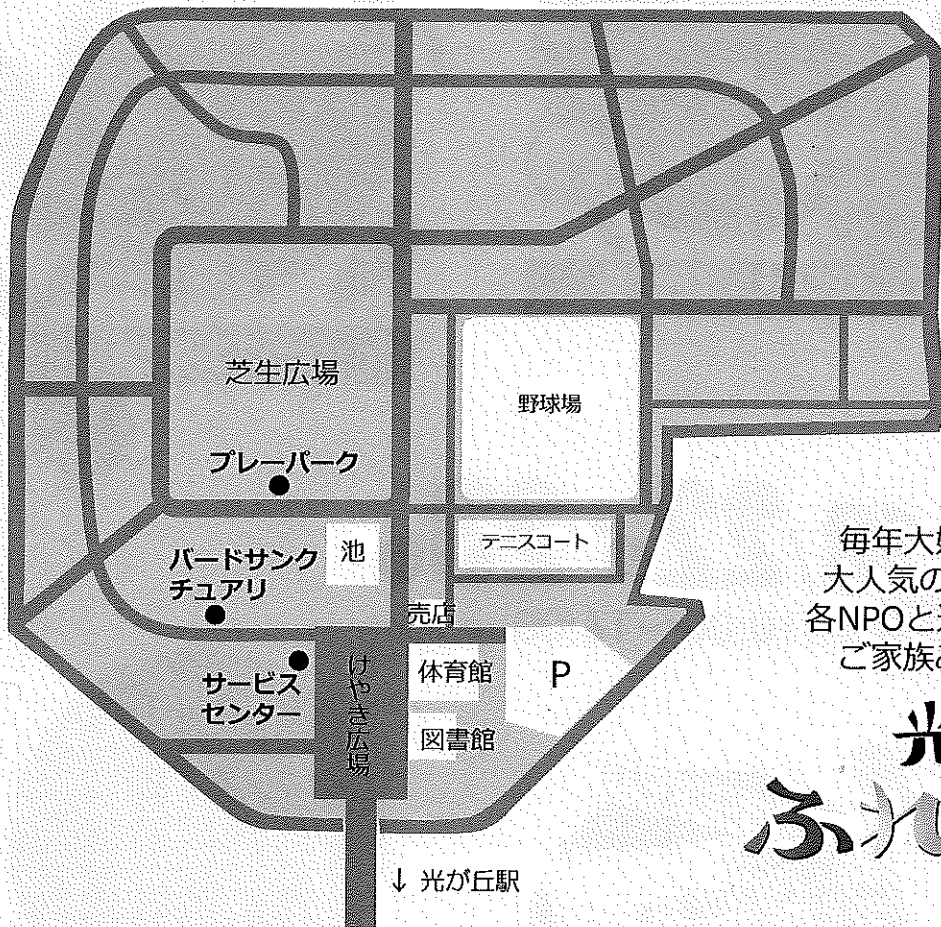 芝生広場
野球場
プレーパーク
バードサンク
チュアリ
池
テニスコート
売店
サービス
センター
けやき広場
体育館
P
図書館
↓ 光が丘駅
毎年大
大人気の
各NPOと
ご家族
光
ふれ